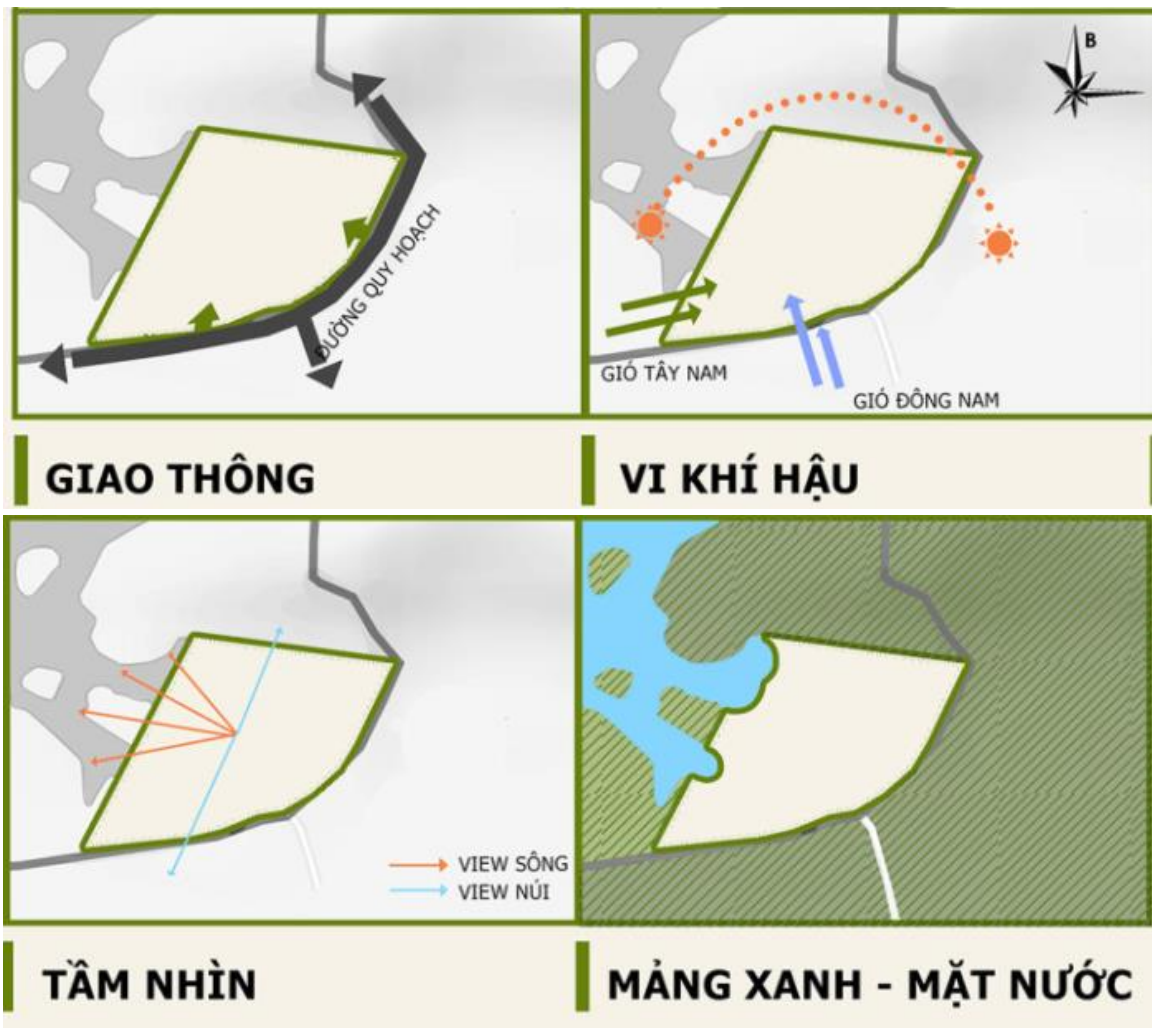 ĐƯỜNG QUY HOẠCH
B
GIÓ TÂY NAM
GIÓ ĐÔNG NAM
GIAO THÔNG
VI KHÍ HẬU
VIEW SÔNG
VIEW NÚI
TẦM NHÌN
MẢNG XANH - MẶT NƯỚC